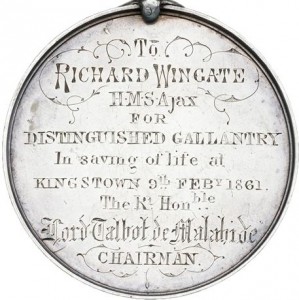 To
RICHARD WINGATE
H.M.S. Ajax
FOR
DISTINGUISHED GALLANTRY
In saving of life at
KINGSTOWN 9th FEBY 1861.
The Rt Honble
Lord Talbot de Malahide
CHAIRMAN.